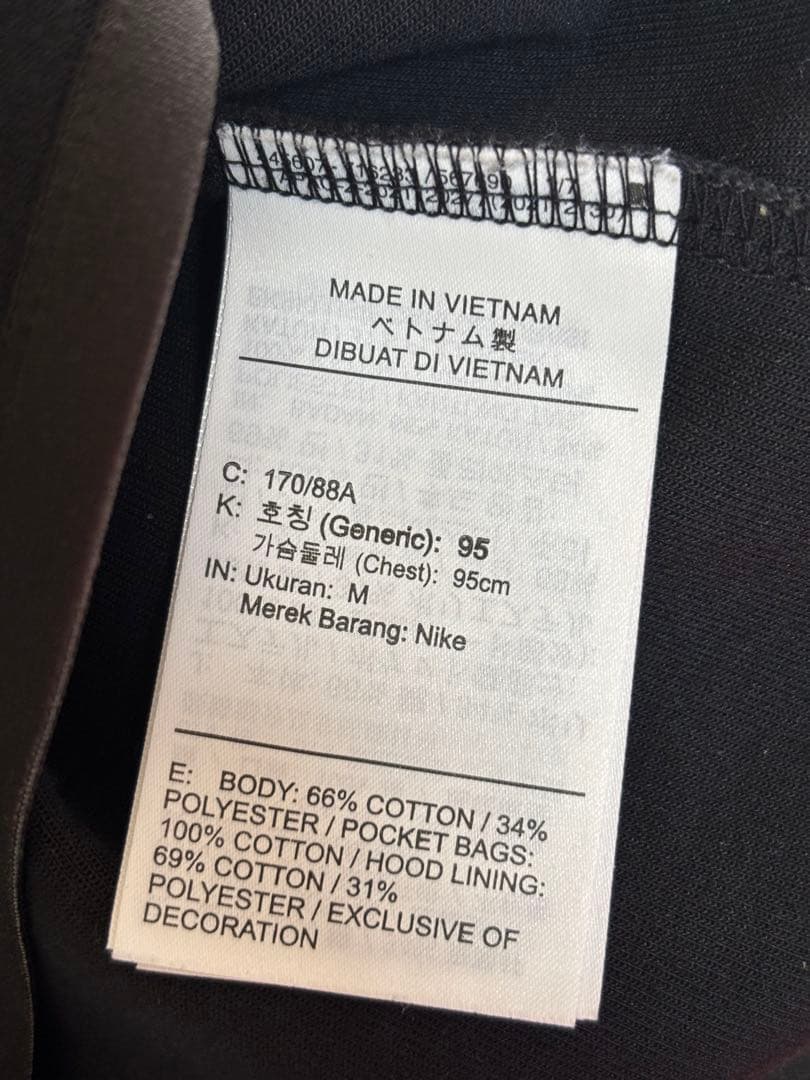 MADE IN VIETNAM
ベトナム製
DIBUAT DI VIETNAM
C: 170/88A
K: 호칭 (Generic): 95
가슴둘레 (Chest): 95cm
IN: Ukuran: M
Merek Barang: Nike
E: BODY: 66% COTTON / 34%
POLYESTER / POCKET BAGS:
100% COTTON / HOOD LINING:
69% COTTON / 31%
POLYESTER / EXCLUSIVE OF
DECORATION